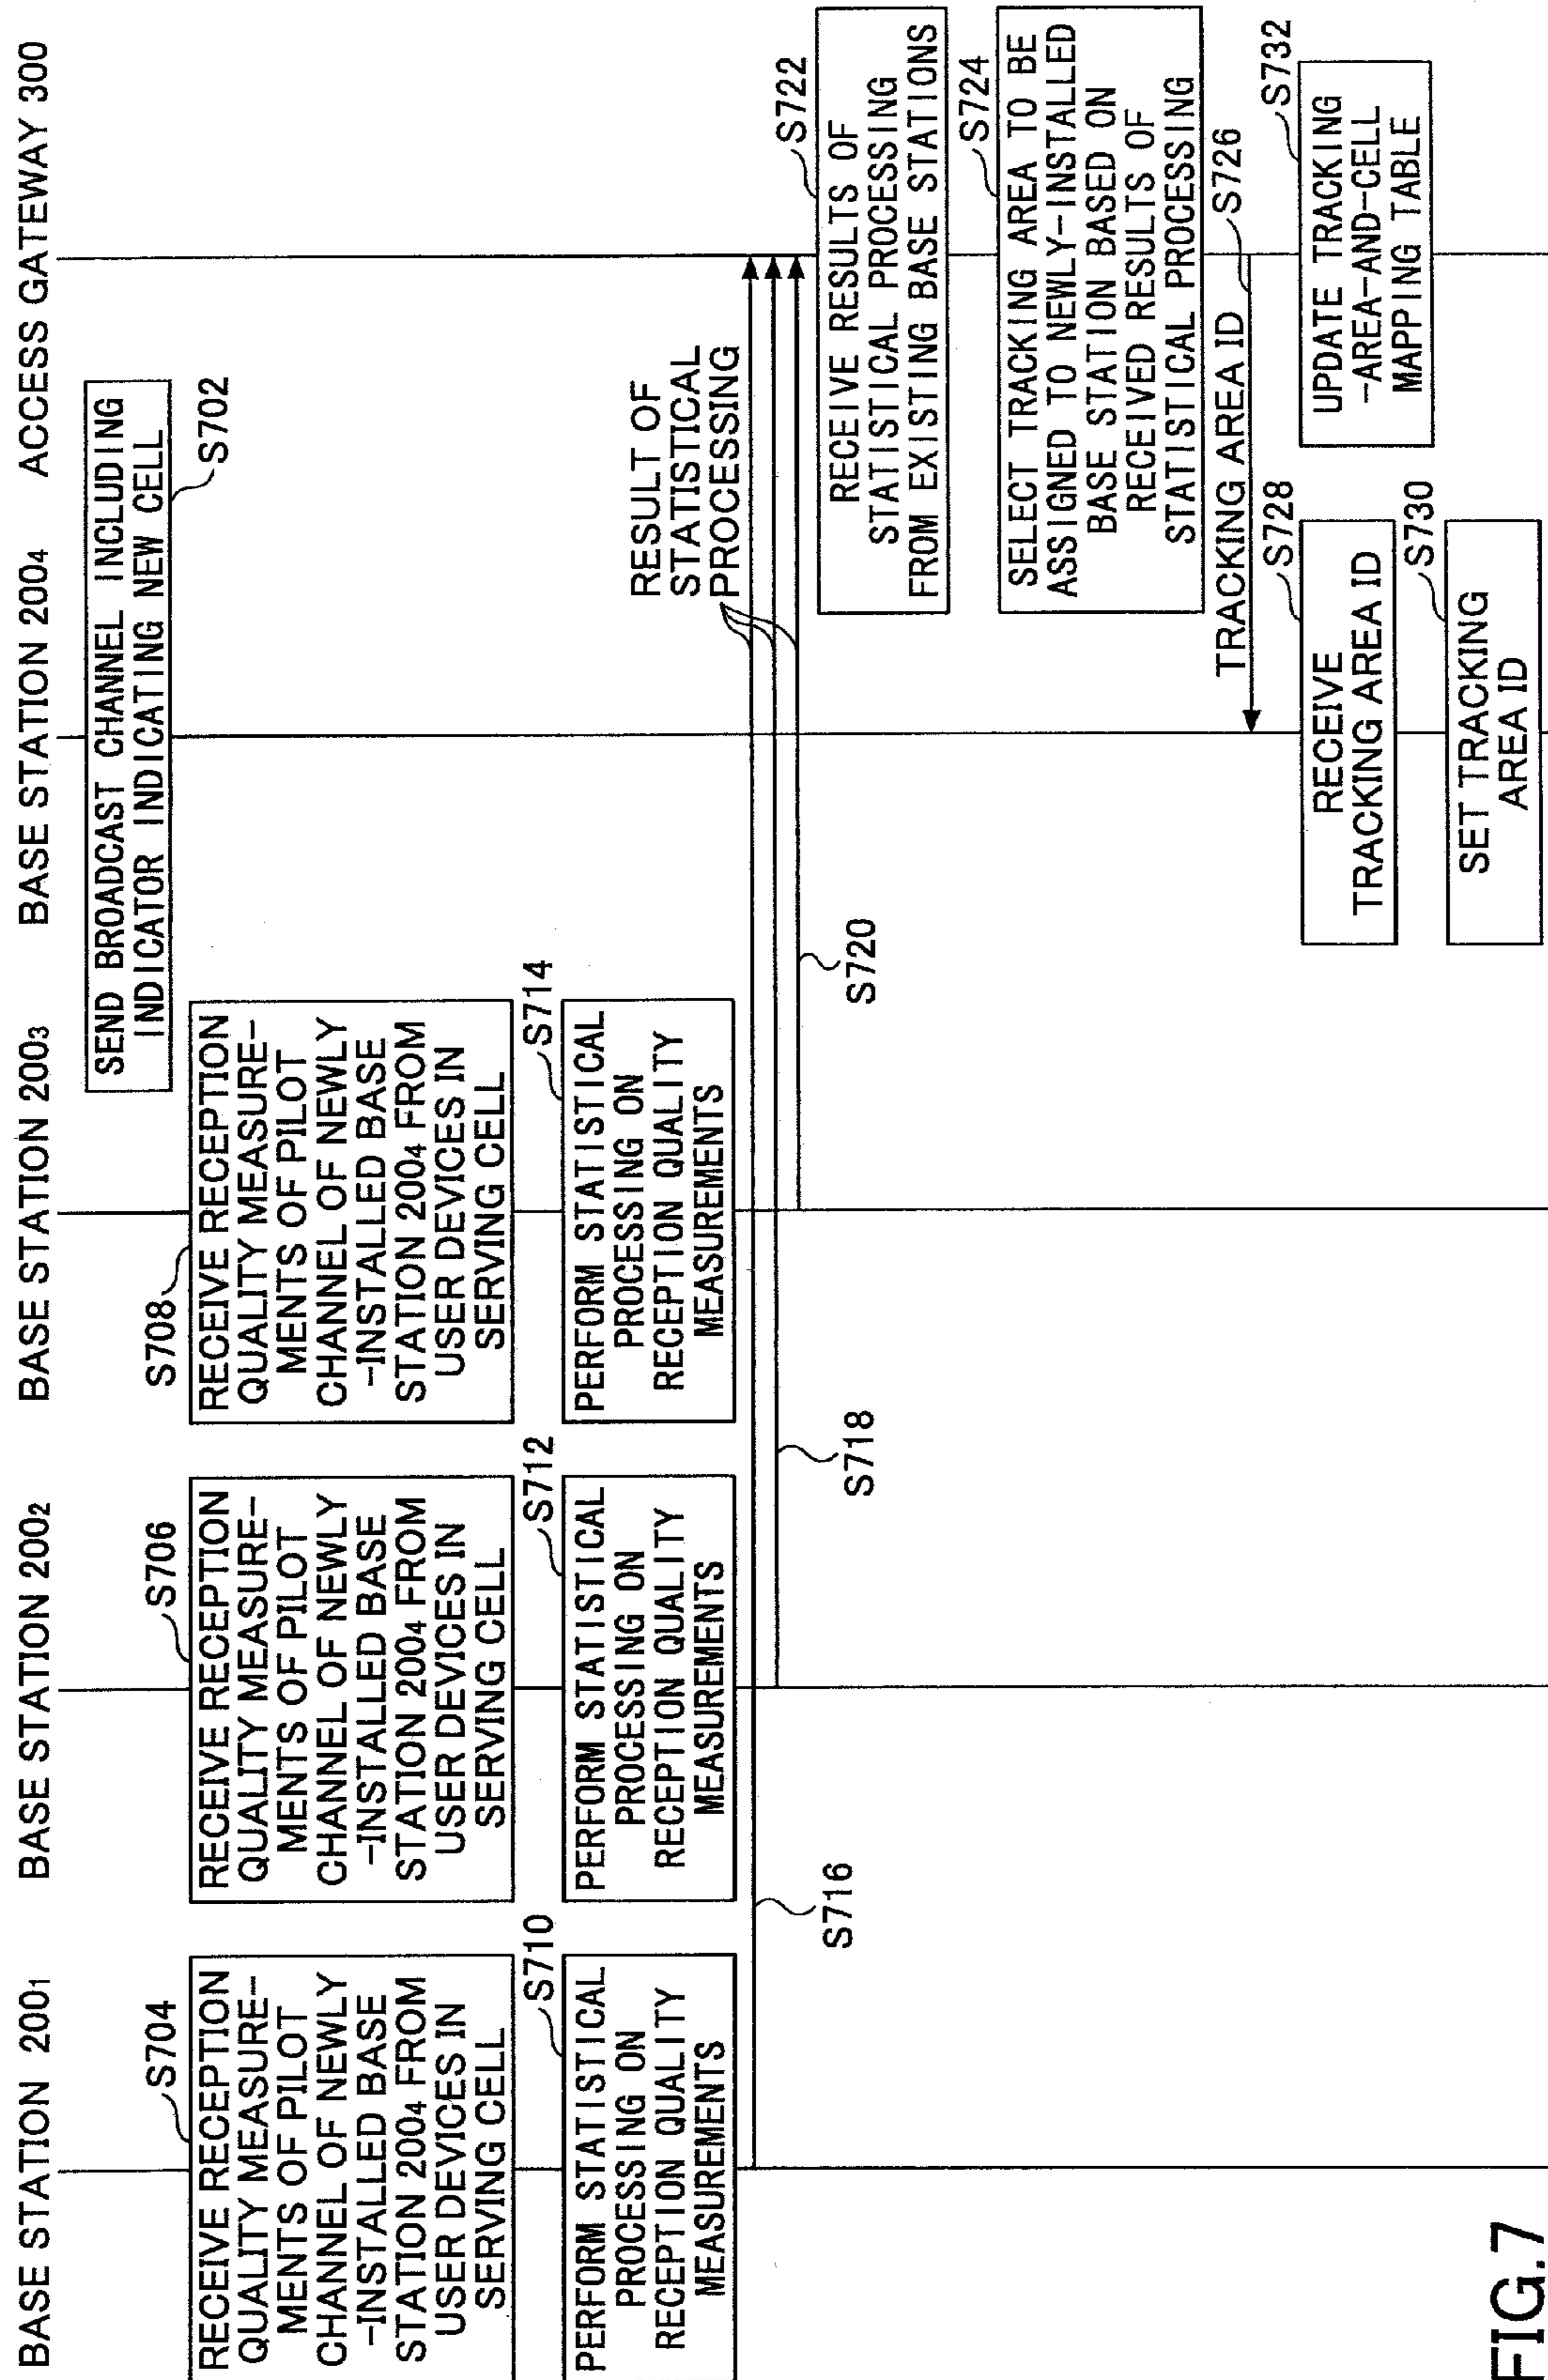 BASE STATION 200₁
BASE STATION 200₂
BASE STATION 200₃
BASE STATION 200₄
ACCESS GATEWAY 300
SEND BROADCAST CHANNEL INCLUDING
INDICATOR INDICATING NEW CELL
S702
S704
RECEIVE RECEPTION
QUALITY MEASURE-
MENTS OF PILOT
CHANNEL OF NEWLY
-INSTALLED BASE
STATION 200₄ FROM
USER DEVICES IN
SERVING CELL
S706
RECEIVE RECEPTION
QUALITY MEASURE-
MENTS OF PILOT
CHANNEL OF NEWLY
-INSTALLED BASE
STATION 200₄ FROM
USER DEVICES IN
SERVING CELL
S708
RECEIVE RECEPTION
QUALITY MEASURE-
MENTS OF PILOT
CHANNEL OF NEWLY
-INSTALLED BASE
STATION 200₄ FROM
USER DEVICES IN
SERVING CELL
S710
PERFORM STATISTICAL
PROCESSING ON
RECEPTION QUALITY
MEASUREMENTS
S712
PERFORM STATISTICAL
PROCESSING ON
RECEPTION QUALITY
MEASUREMENTS
S714
PERFORM STATISTICAL
PROCESSING ON
RECEPTION QUALITY
MEASUREMENTS
RESULT OF
STATISTICAL
PROCESSING
S716
S718
S720
S722
RECEIVE RESULTS OF
STATISTICAL PROCESSING
FROM EXISTING BASE STATIONS
S724
SELECT TRACKING AREA TO BE
ASSIGNED TO NEWLY-INSTALLED
BASE STATION BASED ON
RECEIVED RESULTS OF
STATISTICAL PROCESSING
TRACKING AREA ID
S726
S728
RECEIVE
TRACKING AREA ID
S730
SET TRACKING
AREA ID
S732
UPDATE TRACKING
-AREA-AND-CELL
MAPPING TABLE
FIG.7